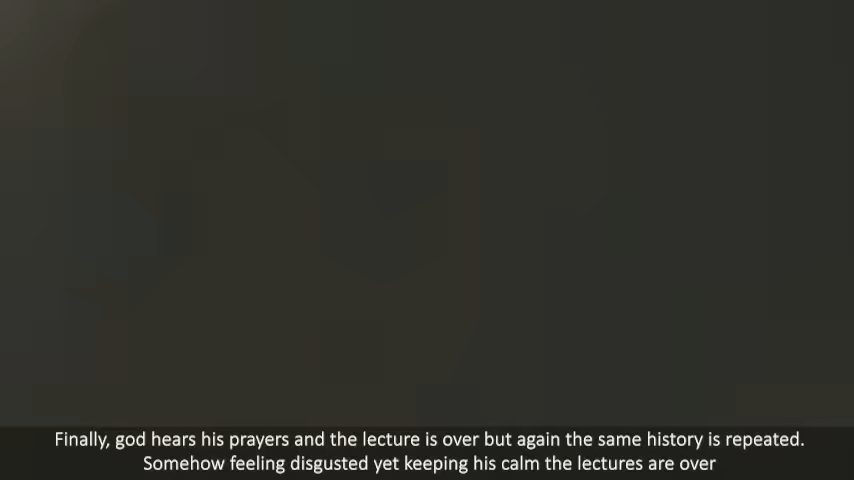 Finally, god hears his prayers and the lecture is over but again the same history is repeated.
Somehow feeling disgusted yet keeping his calm the lectures are over